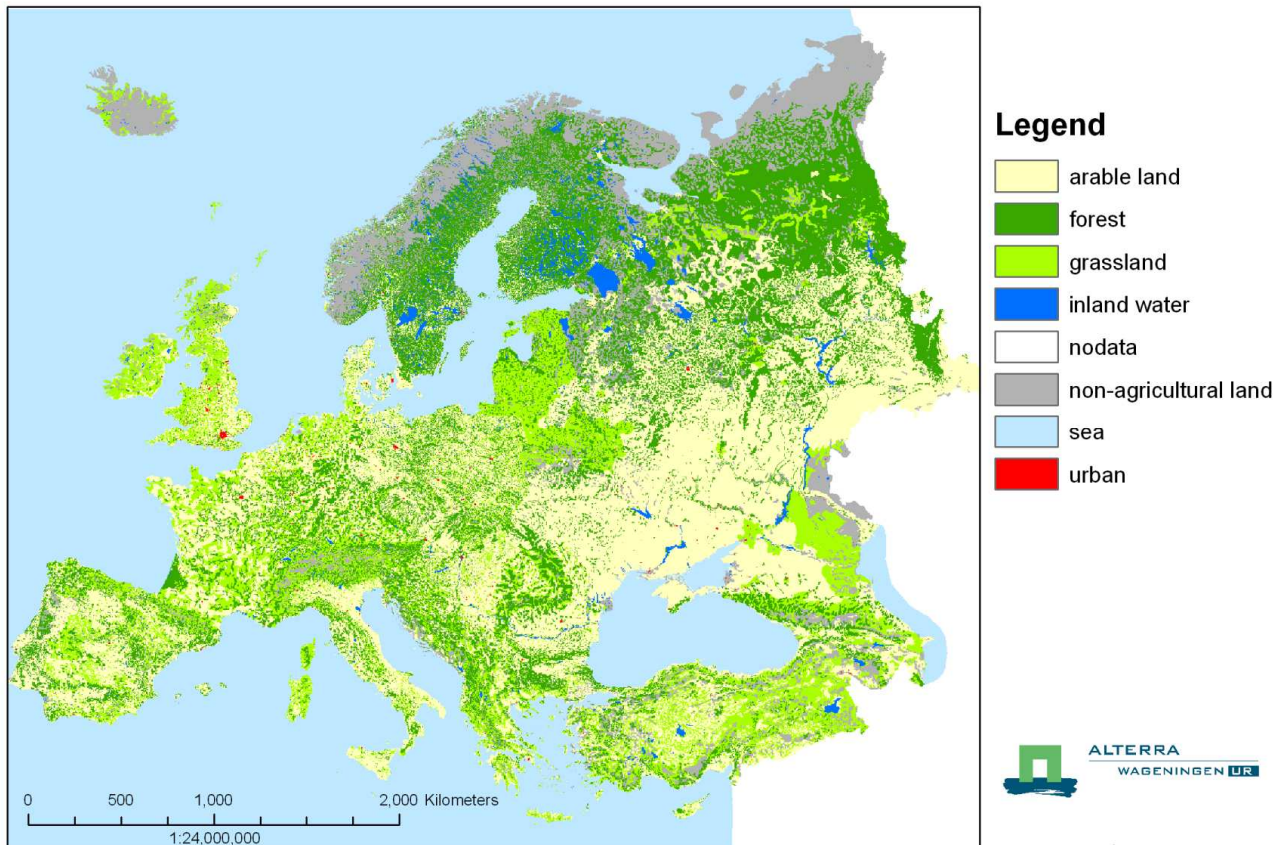 Legend
arable land
forest
grassland
inland water
nodata
non-agricultural land
sea
urban
0 500 1,000 2,000 Kilometers
1:24,000,000
ALTERRA
WAGENINGEN UR